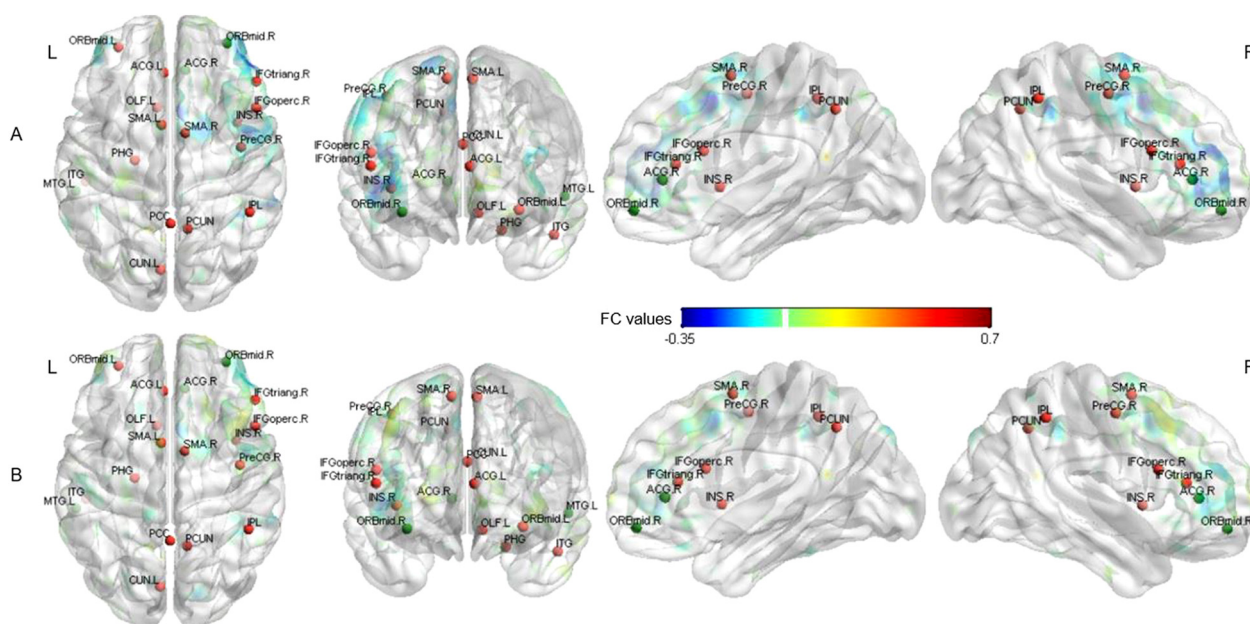 L
ORBmid.L
ORBmid.R
ACG.L
ACG.R
IFGtriang.R
OLF.L
IFGoperc.R
SMA.L
INS.R
SMA.R
PreCG.R
PHG
ITG
MTG.L
PCC
PCUN
IPL
CUN.L
SMA.R
SMA.L
PreCG.R
IPL
PCUN
IFGoperc.R
CUN.L
IFGtriang.R
ACG.L
INS.R
ACG.R
MTG.L
ORBmid.R
OLF.L
ORBmid.L
PHG
ITG
SMA.R
PreCG.R
IPL
PCUN
IFGoperc.R
IFGtriang.R
ACG.R
INS.R
ORBmid.R
SMA.R
PreCG.R
IPL
PCUN
IFGoperc.R
IFGtriang.R
ACG.R
INS.R
ORBmid.R
A
FC values
-0.35
0.7
L
ORBmid.L
ORBmid.R
ACG.L
ACG.R
IFGtriang.R
OLF.L
IFGoperc.R
SMA.L
INS.R
SMA.R
PreCG.R
PHG
ITG
MTG.L
PCC
PCUN
IPL
CUN.L
SMA.R
SMA.L
PreCG.R
IPL
PCUN
IFGoperc.R
CUN.L
IFGtriang.R
ACG.L
INS.R
ACG.R
MTG.L
ORBmid.R
OLF.L
ORBmid.L
PHG
ITG
SMA.R
PreCG.R
IPL
PCUN
IFGoperc.R
IFGtriang.R
ACG.R
INS.R
ORBmid.R
SMA.R
PreCG.R
IPL
PCUN
IFGoperc.R
IFGtriang.R
ACG.R
INS.R
ORBmid.R
B